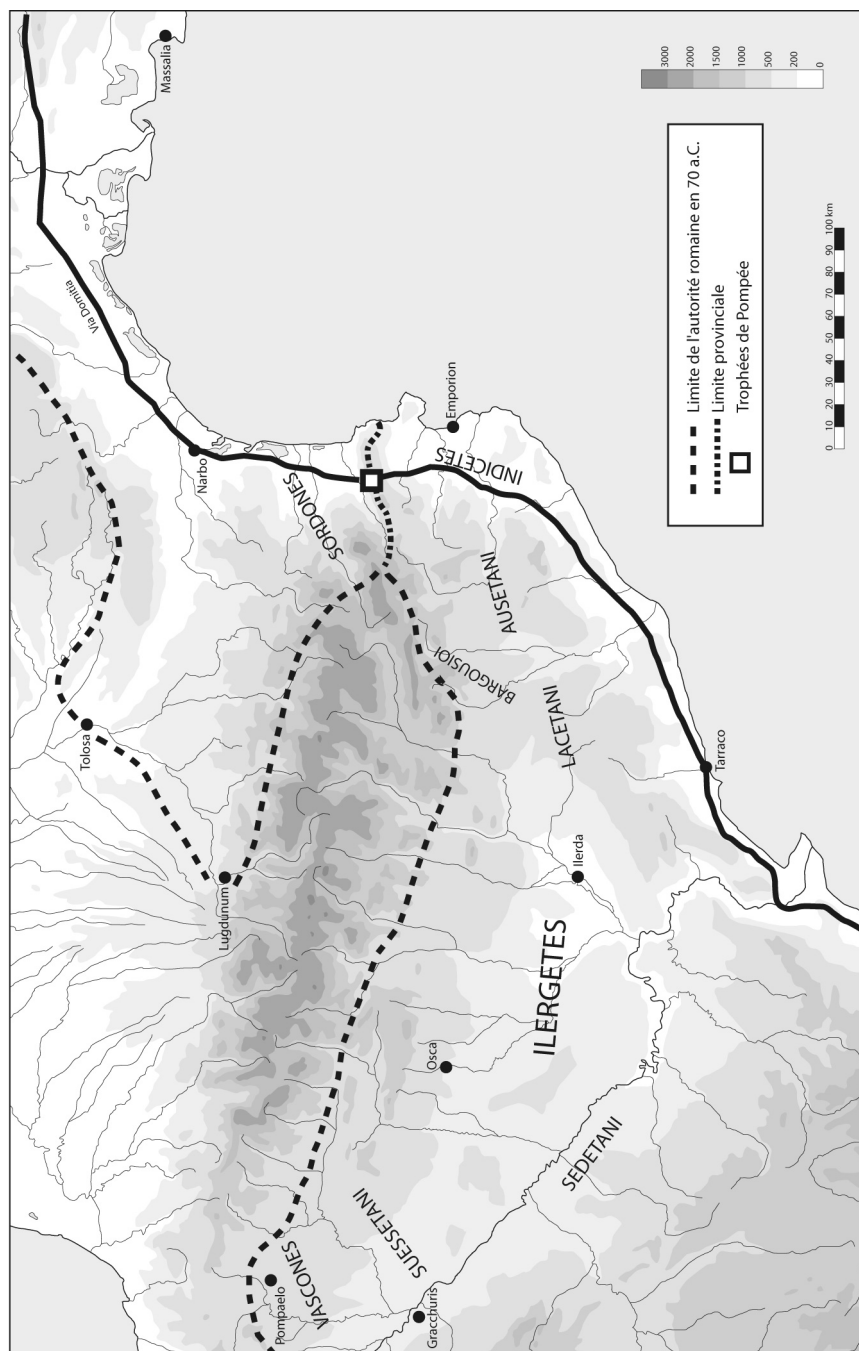 Massalia
Via Domitia
Narbo
Tolosa
Lugdunum
SORDONES
Emporion
INDICETES
AUSETANI
BARGOUSIOI
LACETANI
Tarraco
Ilerda
ILERGETES
Osca
SEDETANI
SUESSETANI
VASCONES
Pompaelo
Gracchuris
3000
2000
1500
1000
500
200
0
Limite de l'autorité romaine en 70 a.C.
Limite provinciale
Trophées de Pompée
0 10 20 30 40 50 60 70 80 90 100 km